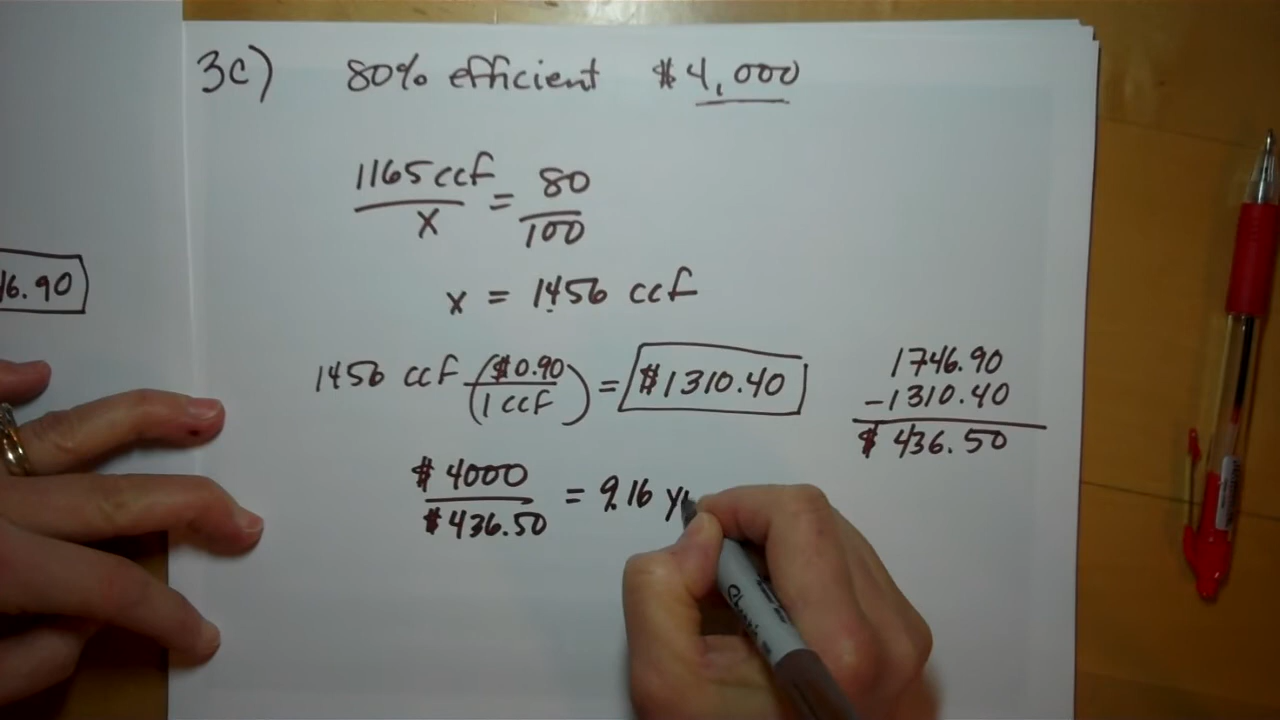 3c) 80% efficient $4,000
1165 ccf / x = 80 / 100
6.90
x = 1456 ccf
1456 ccf ($0.90 / 1 ccf) = $1310.40
1746.90
-1310.40
$ 436.50
$ 4000 / $ 436.50 = 9.16 y